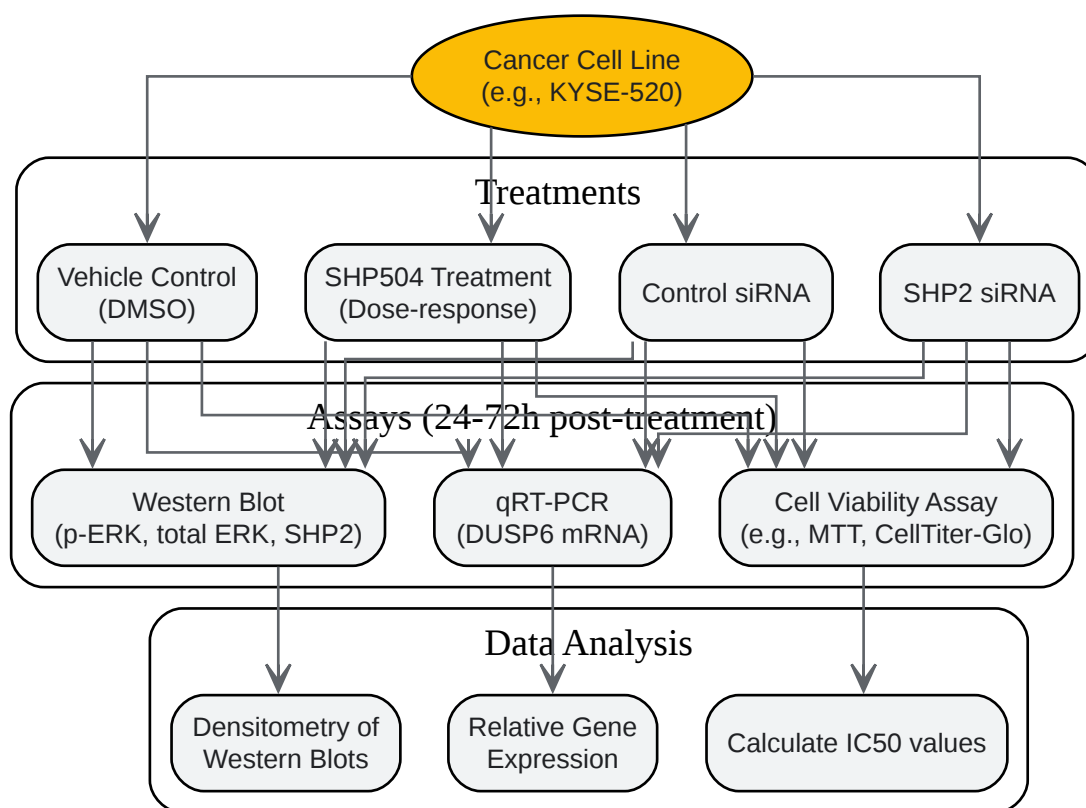 Cancer Cell Line
(e.g., KYSE-520)
Treatments
Vehicle Control
(DMSO)
SHP504 Treatment
(Dose-response)
Control siRNA
SHP2 siRNA
Assays (24-72h post-treatment)
Western Blot
(p-ERK, total ERK, SHP2)
qRT-PCR
(DUSP6 mRNA)
Cell Viability Assay
(e.g., MTT, CellTiter-Glo)
Data Analysis
Densitometry of
Western Blots
Relative Gene
Expression
Calculate IC50 values